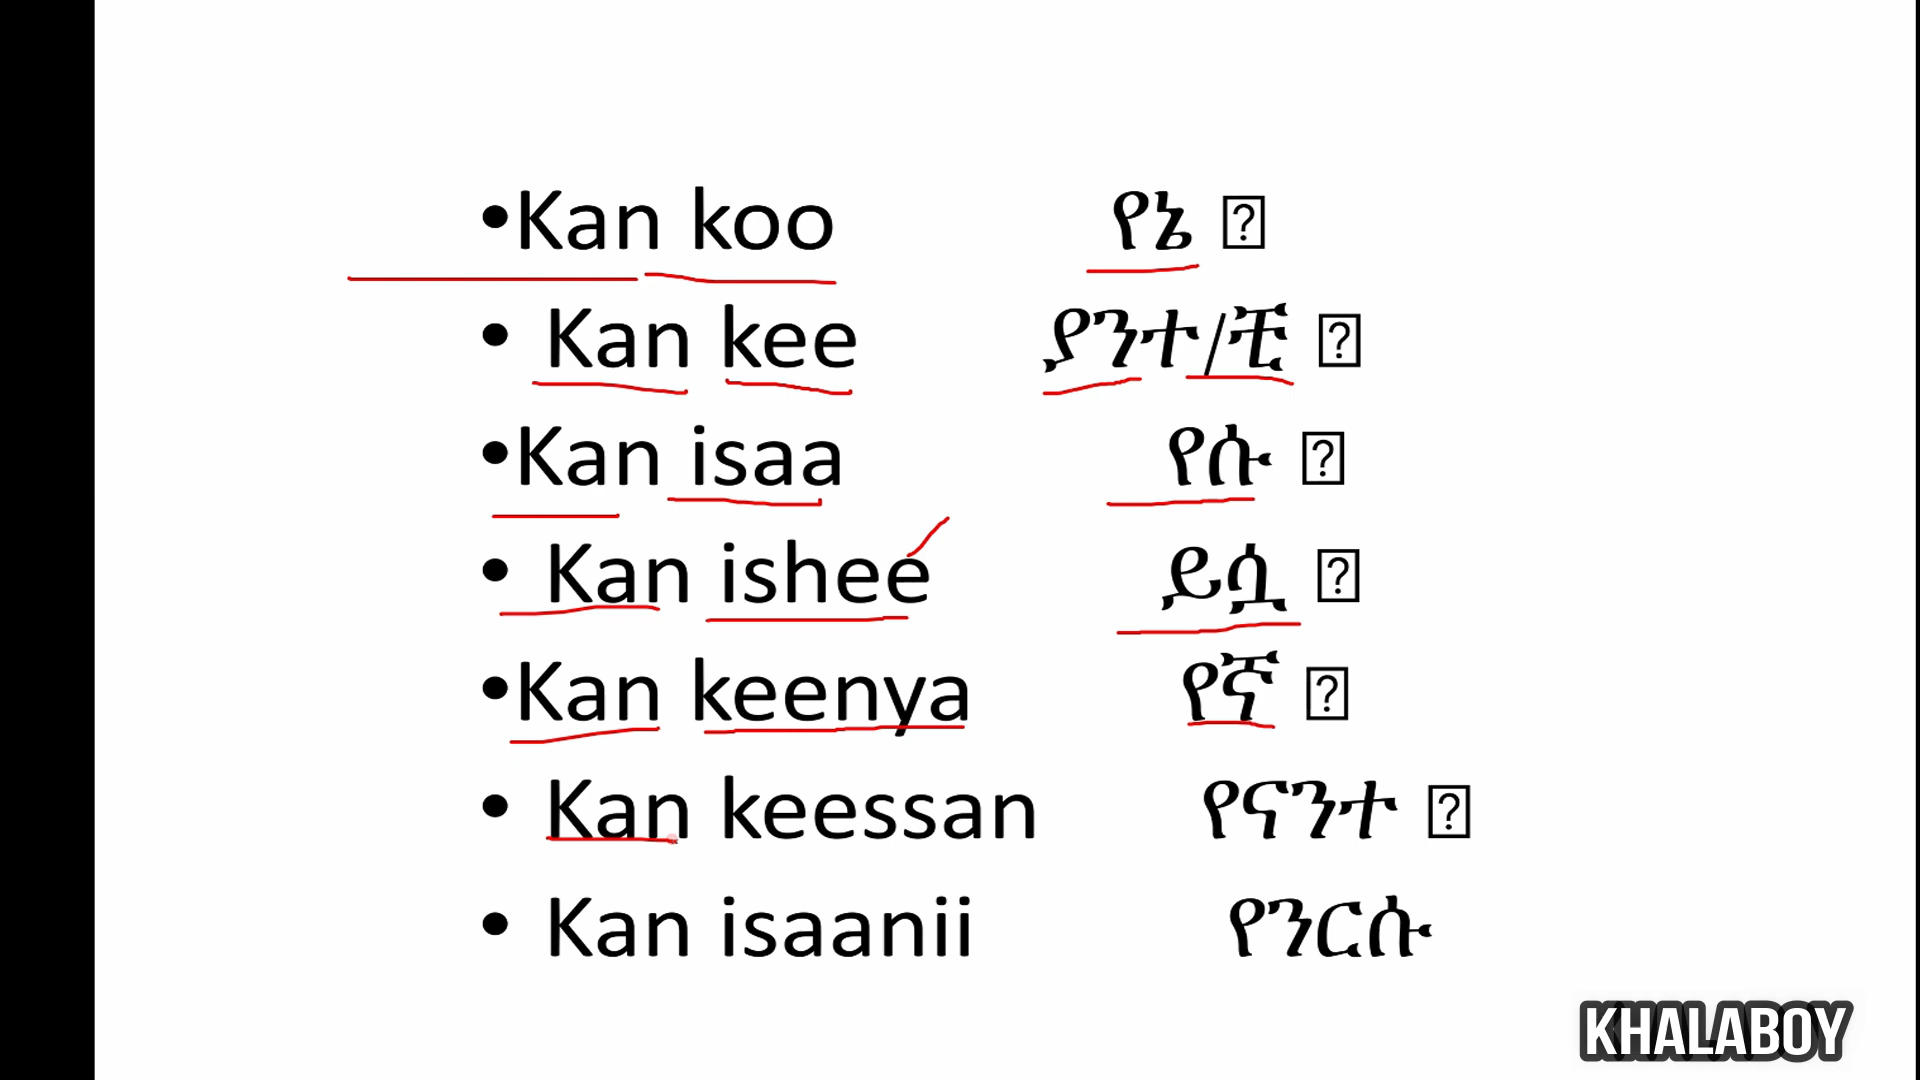 •Kan koo የኔ
• Kan kee ያንተ/ቺ
•Kan isaa የሱ
• Kan ishee ይሷ
•Kan keenya የኛ
• Kan keessan የናንተ
• Kan isaanii የንርሱ
KHALABOY